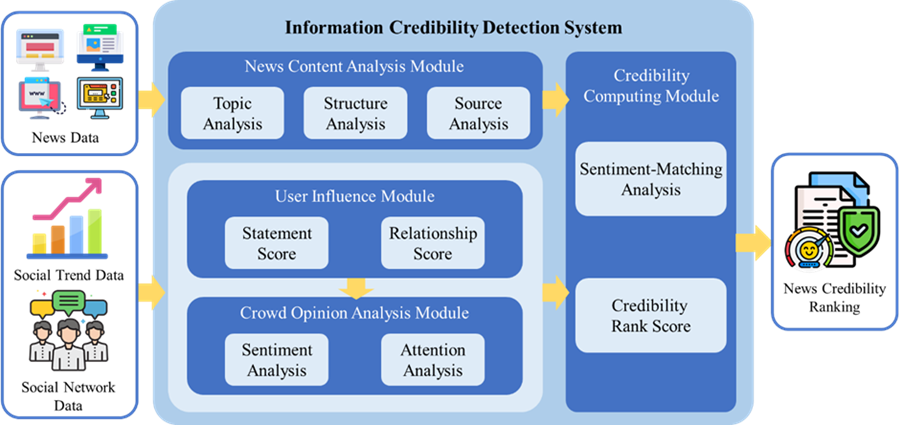 Information Credibility Detection System
WWW
News Data
News Content Analysis Module
Topic
Analysis
Structure
Analysis
Source
Analysis
Social Trend Data
Social Network
Data
User Influence Module
Statement
Score
Relationship
Score
Crowd Opinion Analysis Module
Sentiment
Analysis
Attention
Analysis
Credibility
Computing Module
Sentiment-Matching
Analysis
Credibility
Rank Score
News Credibility
Ranking